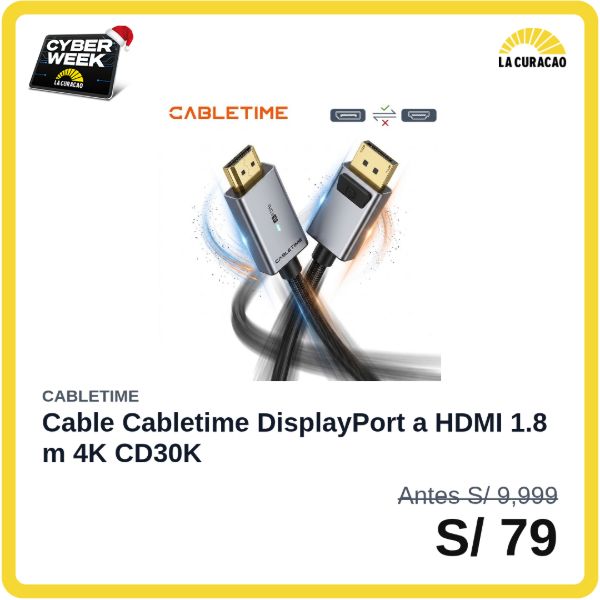 CYBER
WEEK
LA CURACAO
LA CURACAO
CABLETIME
CABLETIME
CABLETIME
Cable Cabletime DisplayPort a HDMI 1.8
m 4K CD30K
Antes S/ 9,999
S/ 79